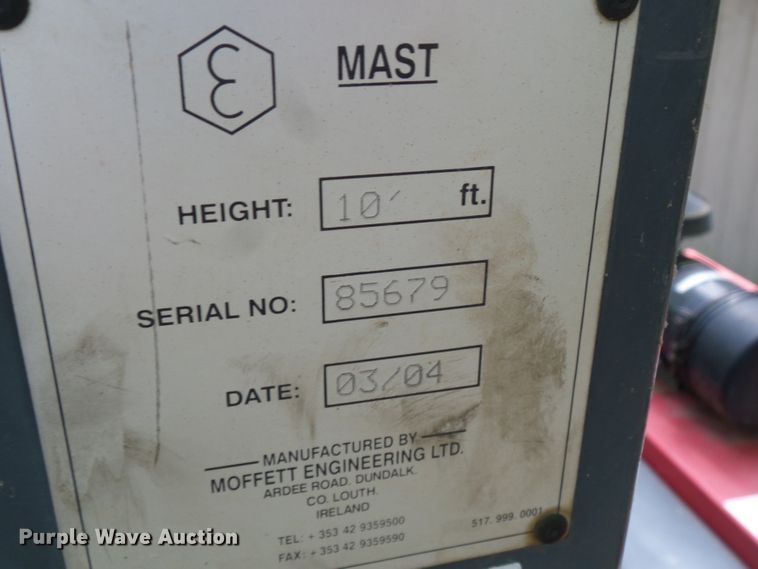 MAST
HEIGHT: 10' ft.
SERIAL NO: 85679
DATE: 03/04
MANUFACTURED BY
MOFFETT ENGINEERING LTD.
ARDEE ROAD. DUNDALK.
CO. LOUTH.
IRELAND
TEL: + 353 42 9359500
FAX: + 353 42 9359590
517. 999. 0001
Purple Wave Auction